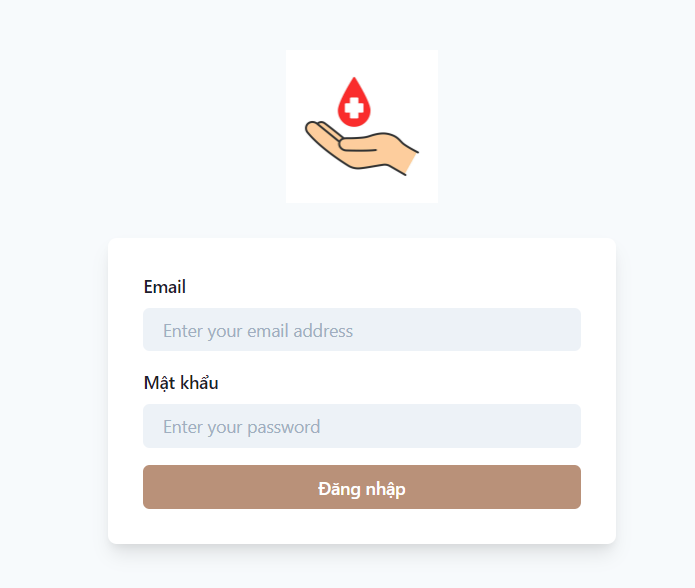 Email
Enter your email address
Mật khẩu
Enter your password
Đăng nhập